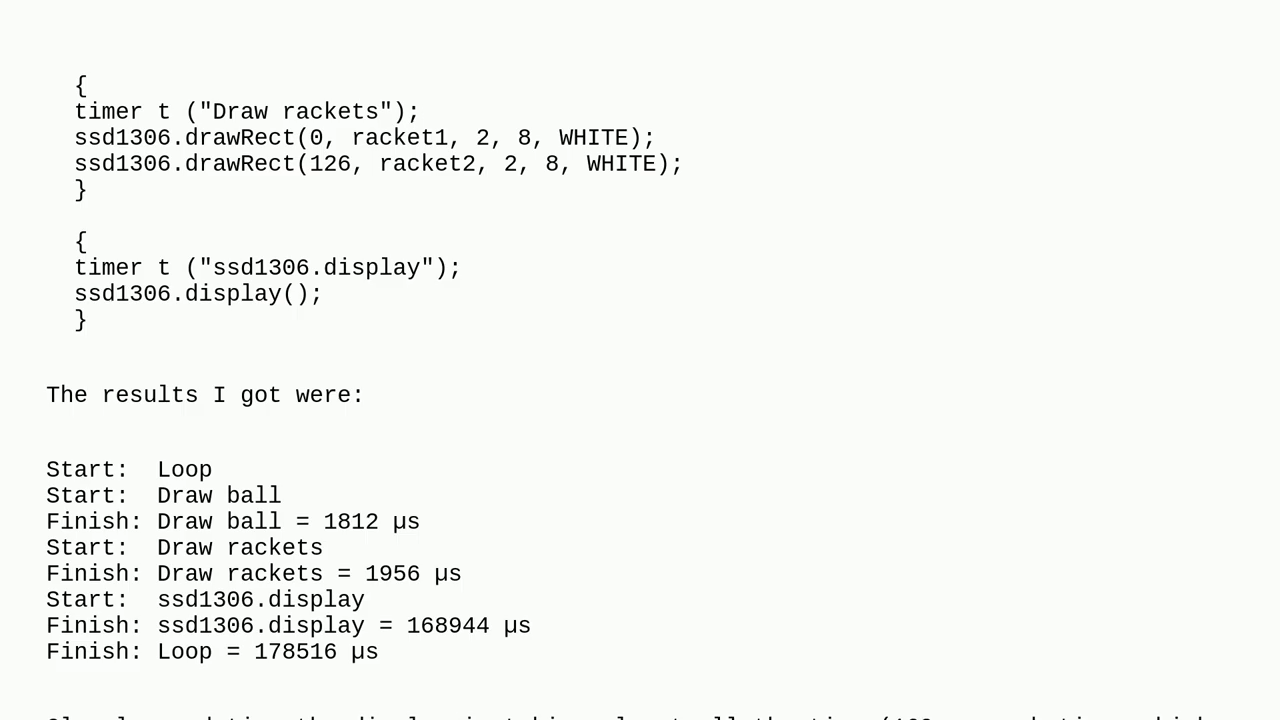 {
timer t ("Draw rackets");
ssd1306.drawRect(0, racket1, 2, 8, WHITE);
ssd1306.drawRect(126, racket2, 2, 8, WHITE);
}
{
timer t ("ssd1306.display");
ssd1306.display();
}
The results I got were:
Start:  Loop
Start:  Draw ball
Finish: Draw ball = 1812 µs
Start:  Draw rackets
Finish: Draw rackets = 1956 µs
Start:  ssd1306.display
Finish: ssd1306.display = 168944 µs
Finish: Loop = 178516 µs